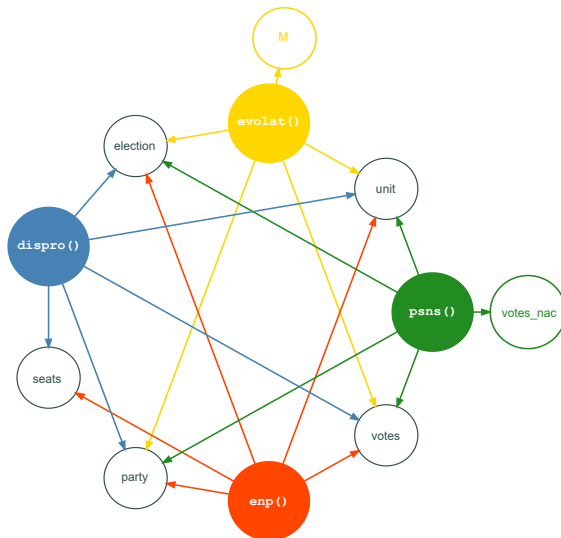 M
evolat()
election
unit
dispro()
psns()
votes_nac
seats
votes
party
enp()